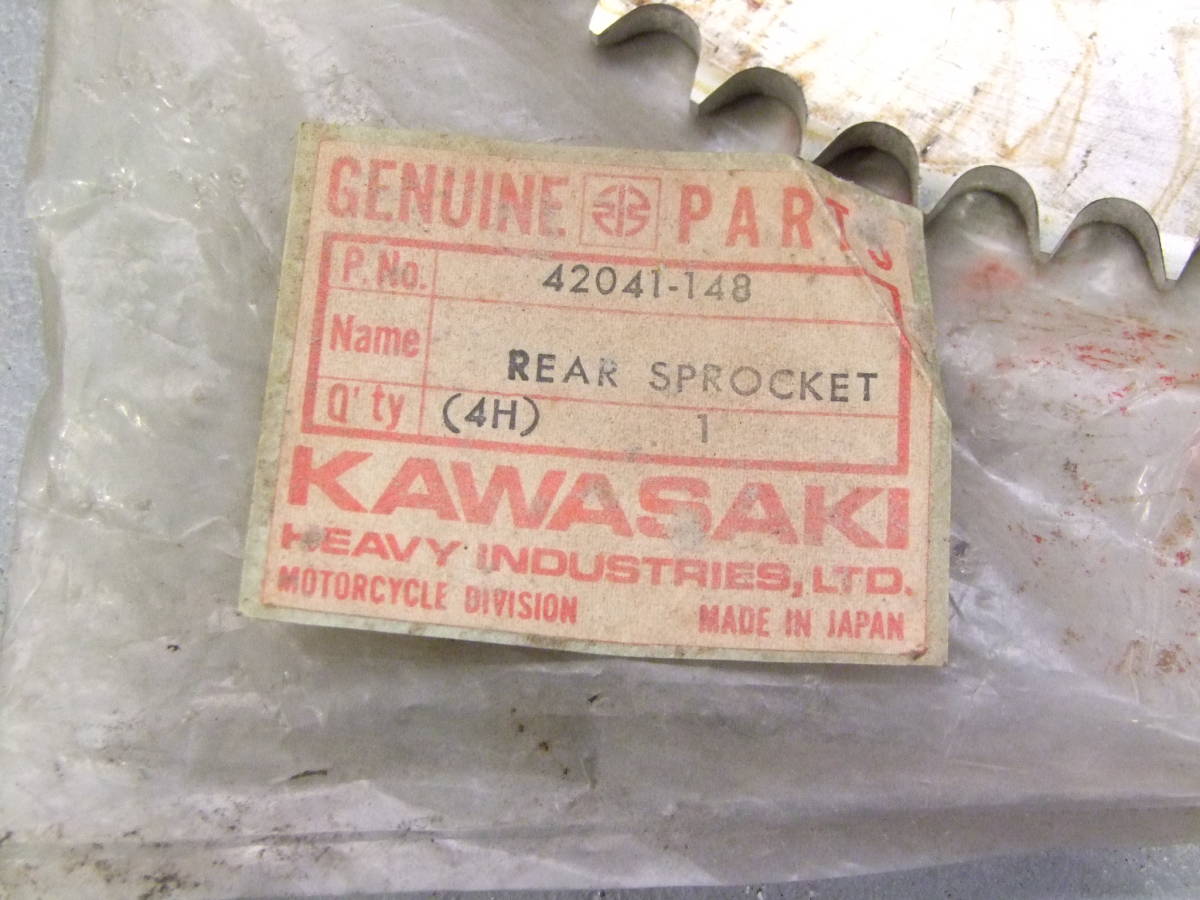 GENUINE PARTS
P.No. 42041-148
Name REAR SPROCKET
Q'ty (4H) 1
KAWASAKI
HEAVY INDUSTRIES, LTD.
MOTORCYCLE DIVISION MADE IN JAPAN